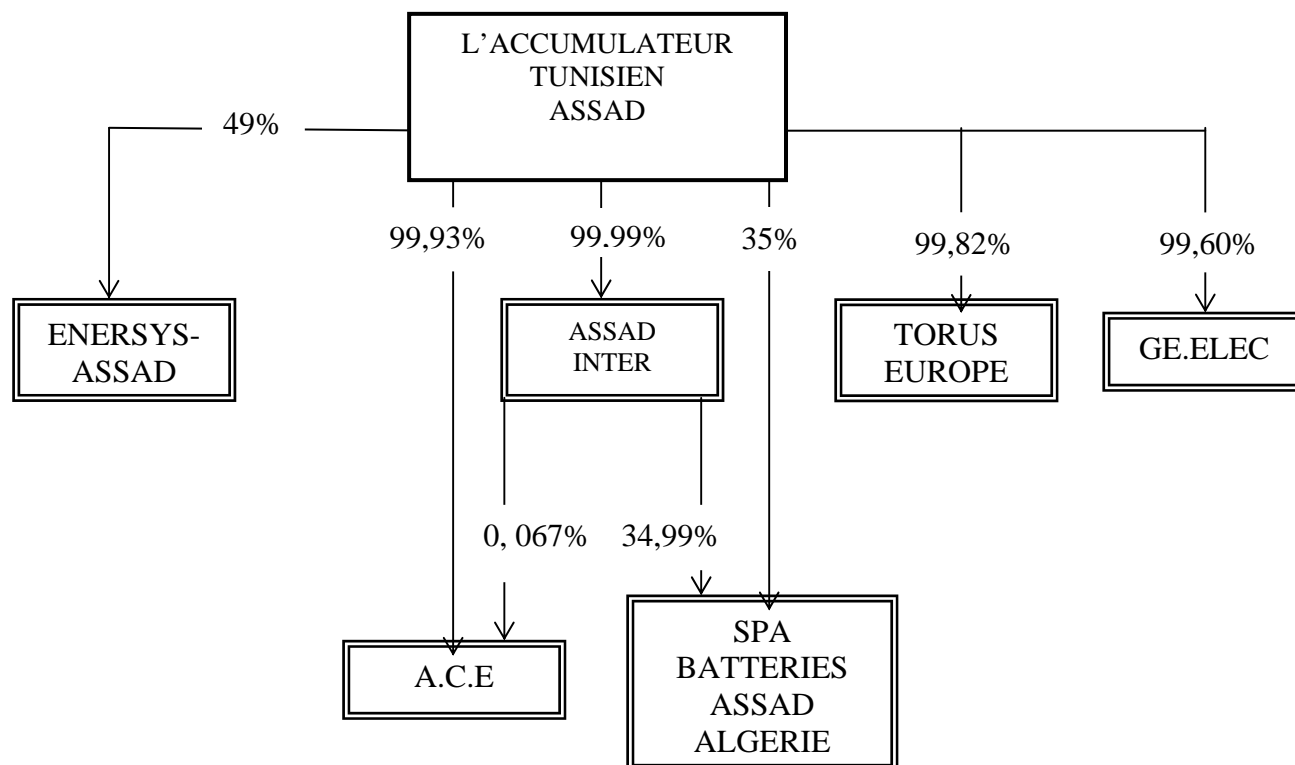 L'ACCUMULATEUR
TUNISIEN
ASSAD
49%
99,93%
99,99%
35%
99,82%
99,60%
ENERSYS-
ASSAD
ASSAD
INTER
TORUS
EUROPE
GE.ELEC
0, 067%
34,99%
A.C.E
SPA
BATTERIES
ASSAD
ALGERIE